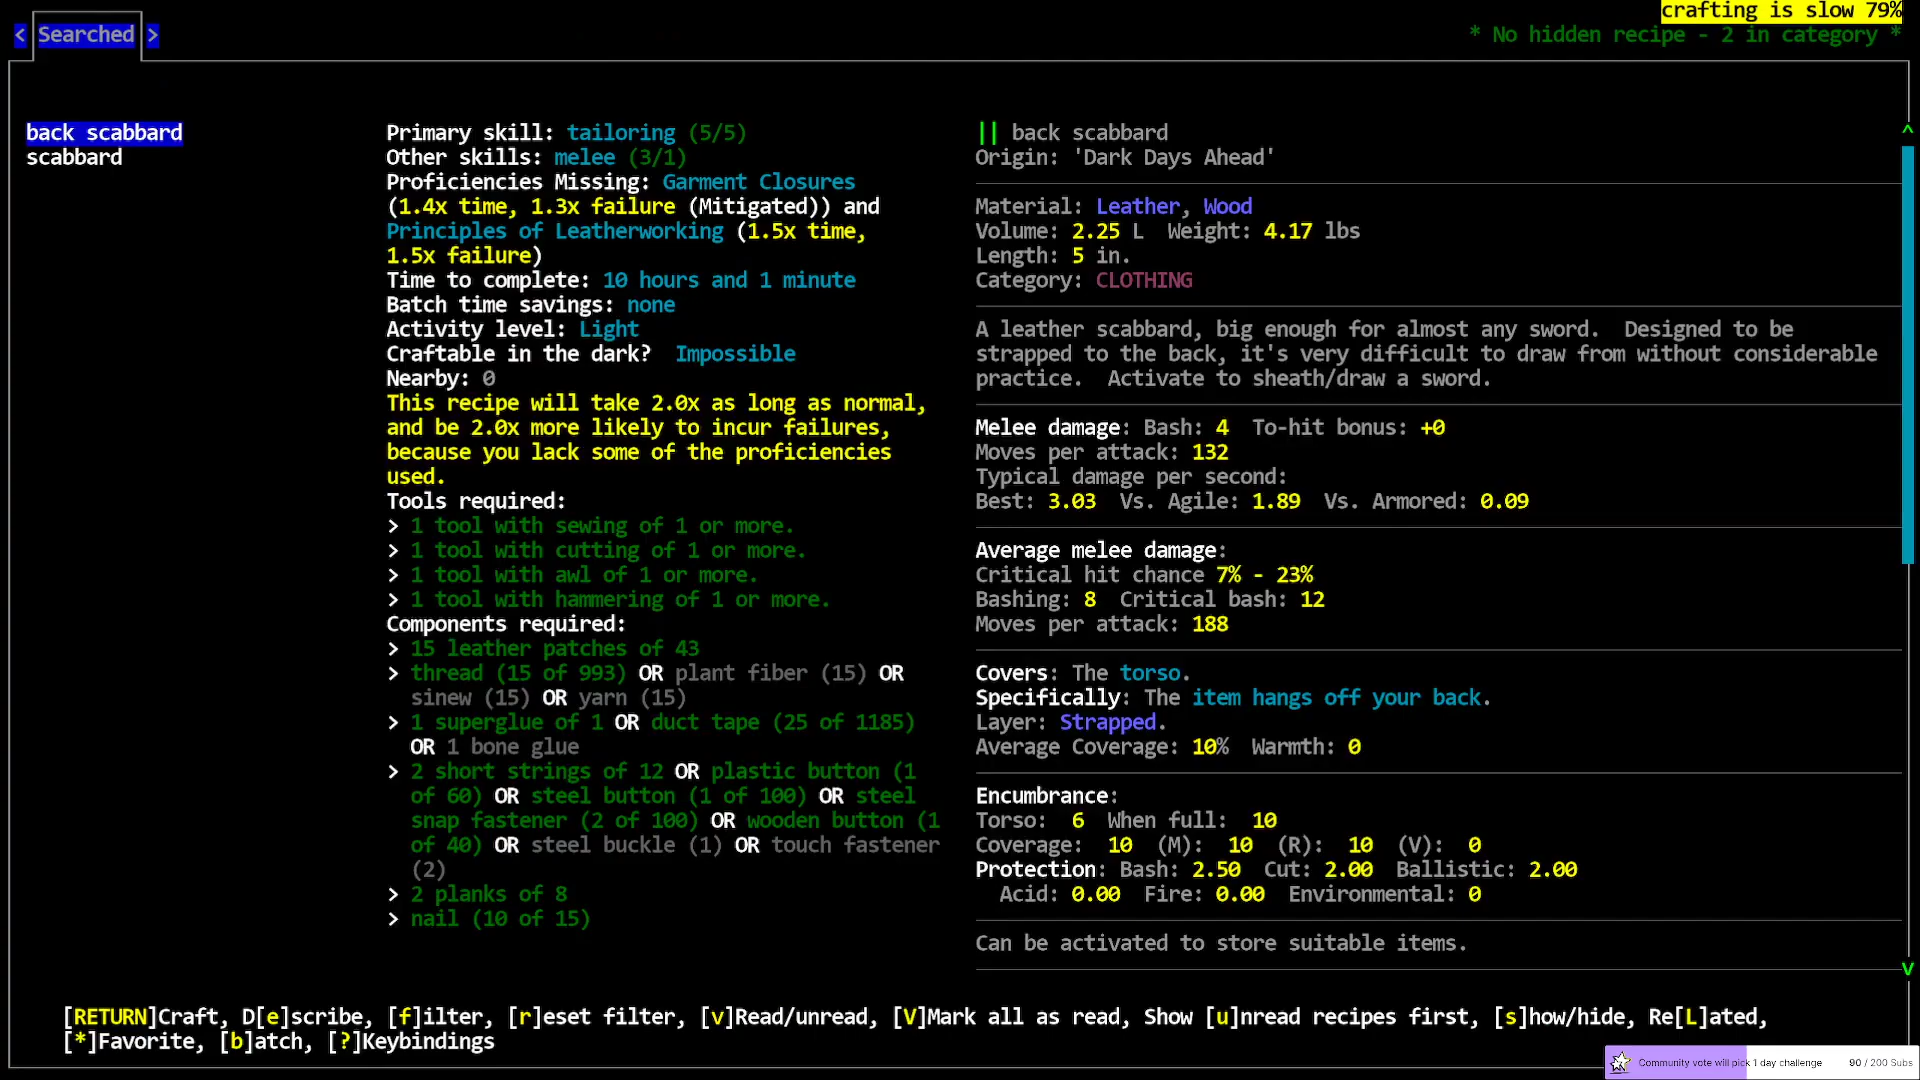 crafting is slow 79%
< Searched >
* No hidden recipe - 2 in category *
back scabbard
scabbard
Primary skill: tailoring (5/5)
Other skills: melee (3/1)
Proficiencies Missing: Garment Closures
(1.4x time, 1.3x failure (Mitigated)) and
Principles of Leatherworking (1.5x time,
1.5x failure)
Time to complete: 10 hours and 1 minute
Batch time savings: none
Activity level: Light
Craftable in the dark? Impossible
Nearby: 0
This recipe will take 2.0x as long as normal,
and be 2.0x more likely to incur failures,
because you lack some of the proficiencies
used.
Tools required:
> 1 tool with sewing of 1 or more.
> 1 tool with cutting of 1 or more.
> 1 tool with awl of 1 or more.
> 1 tool with hammering of 1 or more.
Components required:
> 15 leather patches of 43
> thread (15 of 993) OR plant fiber (15) OR
sinew (15) OR yarn (15)
> 1 superglue of 1 OR duct tape (25 of 1185)
OR 1 bone glue
> 2 short strings of 12 OR plastic button (1
of 60) OR steel button (1 of 100) OR steel
snap fastener (2 of 100) OR wooden button (1
of 40) OR steel buckle (1) OR touch fastener
(2)
> 2 planks of 8
> nail (10 of 15)
|| back scabbard
Origin: 'Dark Days Ahead'
Material: Leather, Wood
Volume: 2.25 L Weight: 4.17 lbs
Length: 5 in.
Category: CLOTHING
A leather scabbard, big enough for almost any sword. Designed to be
strapped to the back, it's very difficult to draw from without considerable
practice. Activate to sheath/draw a sword.
Melee damage: Bash: 4 To-hit bonus: +0
Moves per attack: 132
Typical damage per second:
Best: 3.03 Vs. Agile: 1.89 Vs. Armored: 0.09
Average melee damage:
Critical hit chance 7% - 23%
Bashing: 8 Critical bash: 12
Moves per attack: 188
Covers: The torso.
Specifically: The item hangs off your back.
Layer: Strapped.
Average Coverage: 10% Warmth: 0
Encumbrance:
Torso: 6 When full: 10
Coverage: 10 (M): 10 (R): 10 (V): 0
Protection: Bash: 2.50 Cut: 2.00 Ballistic: 2.00
Acid: 0.00 Fire: 0.00 Environmental: 0
Can be activated to store suitable items.
[RETURN]Craft, D[e]scribe, [f]ilter, [r]eset filter, [v]Read/unread, [V]Mark all as read, Show [u]nread recipes first, [s]how/hide, Re[L]ated,
[*]Favorite, [b]atch, [?]Keybindings
Community vote will pick 1 day challenge 90 / 200 Subs